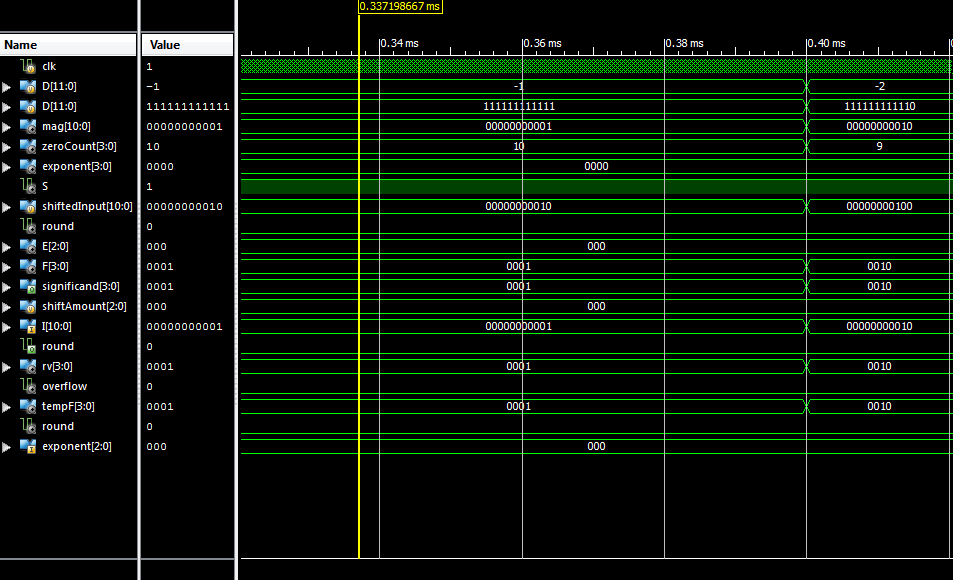 0.337198667 ms
Name Value 0.34 ms 0.36 ms 0.38 ms 0.40 ms
clk 1
D[11:0] -1 -1 -2
D[11:0] 111111111111 111111111111 111111111110
mag[10:0] 00000000001 00000000001 00000000010
zeroCount[3:0] 10 10 9
exponent[3:0] 0000 0000
S 1
shiftedInput[10:0] 00000000010 00000000010 00000000100
round 0
E[2:0] 000 000
F[3:0] 0001 0001 0010
significand[3:0] 0001 0001 0010
shiftAmount[2:0] 000 000
I[10:0] 00000000001 00000000001 00000000010
round 0
rv[3:0] 0001 0001 0010
overflow 0
tempF[3:0] 0001 0001 0010
round 0
exponent[2:0] 000 000